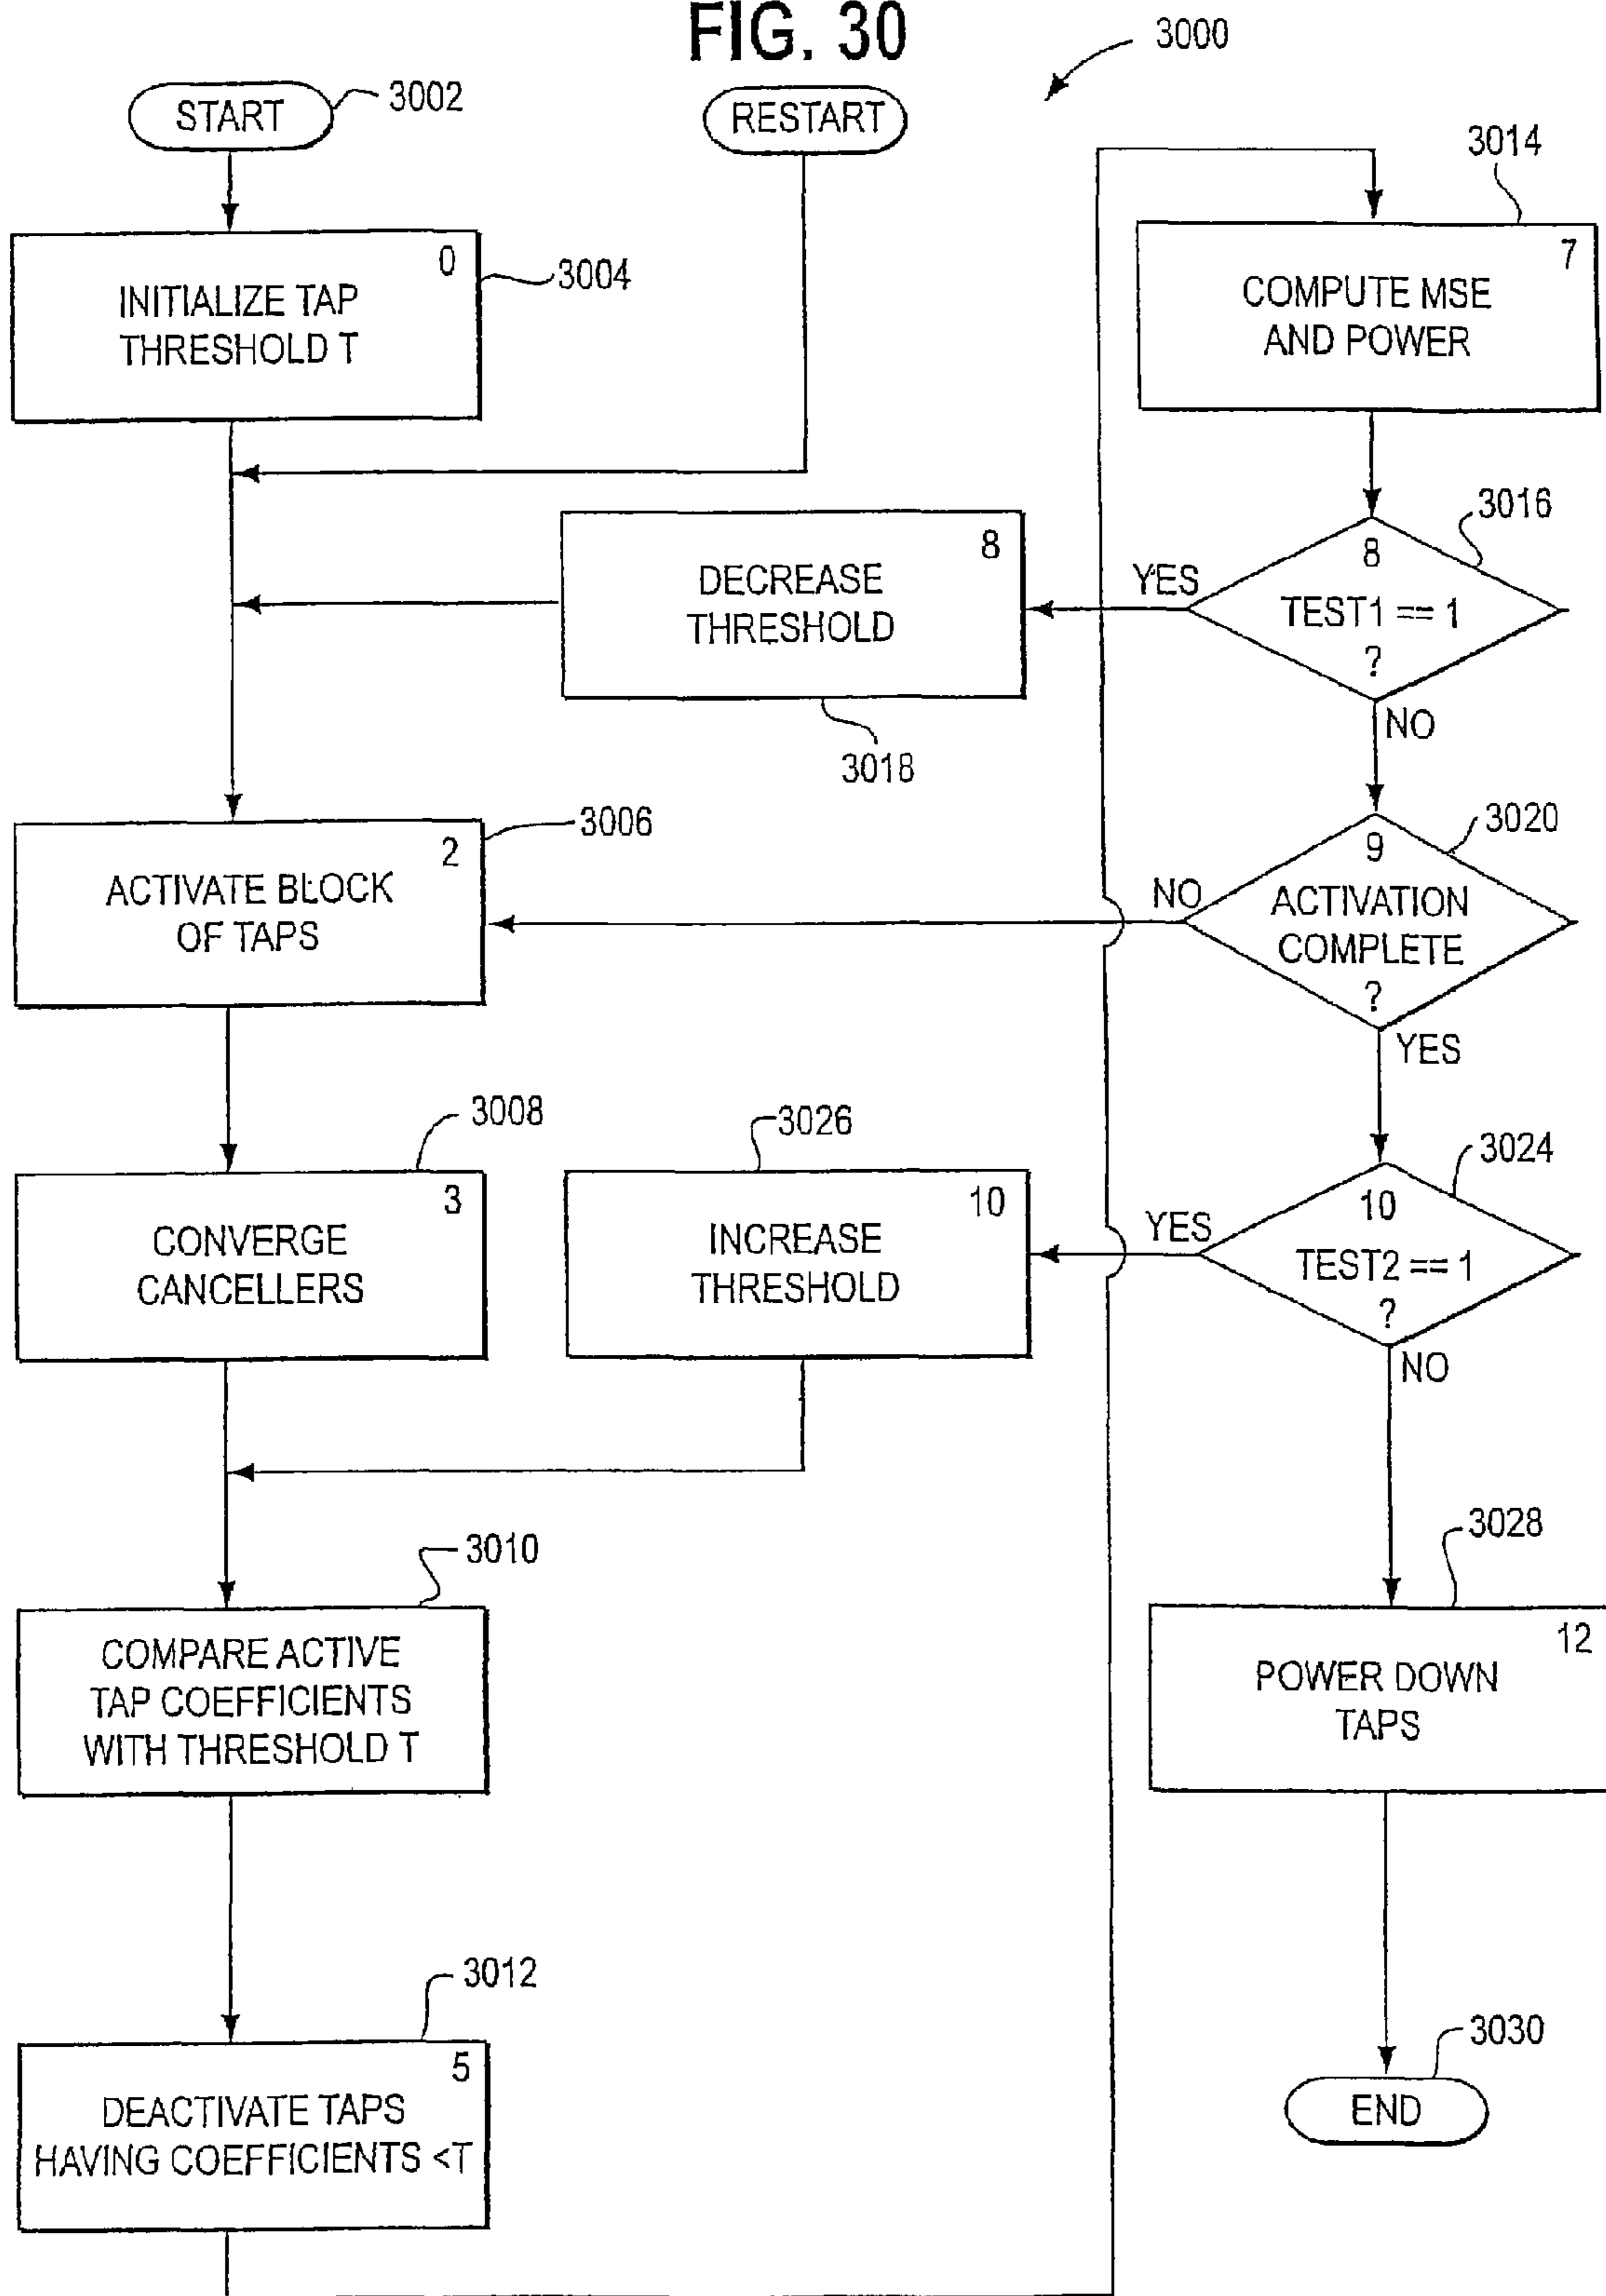 FIG. 30
3000
START
3002
RESTART
0
INITIALIZE TAP
THRESHOLD T
3004
3014
7
COMPUTE MSE
AND POWER
3016
8
TEST1 == 1
?
YES
NO
8
DECREASE
THRESHOLD
3018
2
ACTIVATE BLOCK
OF TAPS
3006
3020
9
ACTIVATION
COMPLETE
?
NO
YES
3008
3
CONVERGE
CANCELLERS
3026
10
INCREASE
THRESHOLD
3024
10
TEST2 == 1
?
YES
NO
3010
COMPARE ACTIVE
TAP COEFFICIENTS
WITH THRESHOLD T
3028
12
POWER DOWN
TAPS
3012
5
DEACTIVATE TAPS
HAVING COEFFICIENTS <T
3030
END